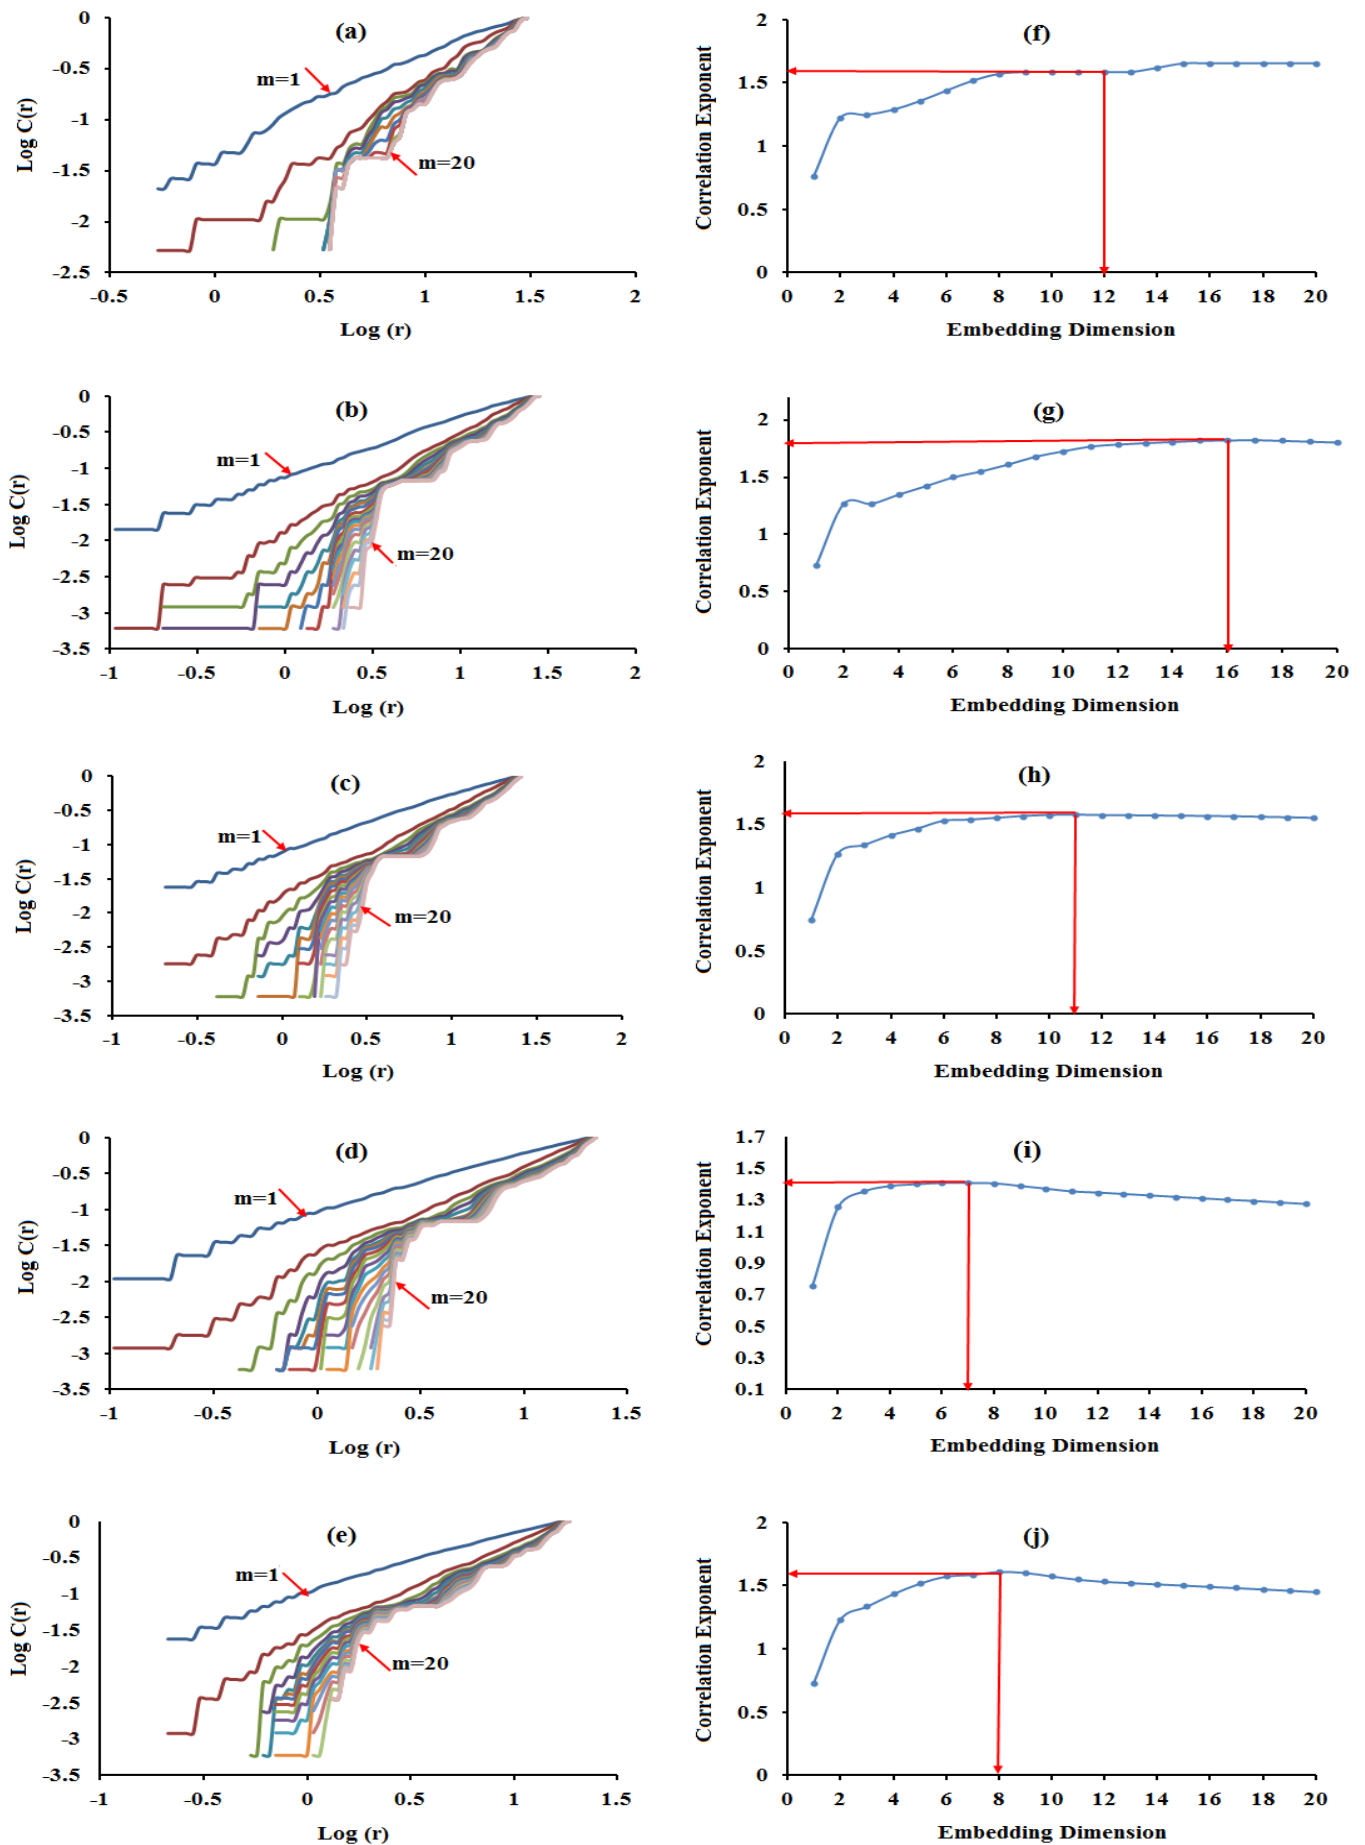 (a)
Log C(r)
0
-0.5
-1
-1.5
-2
-2.5
m=1
m=20
-0.5 0 0.5 1 1.5 2
Log (r)
(f)
Correlation Exponent
2
1.5
1
0.5
0
0 2 4 6 8 10 12 14 16 18 20
Embedding Dimension
(b)
Log C(r)
0
-0.5
-1
-1.5
-2
-2.5
-3
-3.5
m=1
m=20
-1 -0.5 0 0.5 1 1.5 2
Log (r)
(g)
Correlation Exponent
2
1.5
1
0.5
0
0 2 4 6 8 10 12 14 16 18 20
Embedding Dimension
(c)
Log C(r)
0
-0.5
-1
-1.5
-2
-2.5
-3
-3.5
m=1
m=20
-1 -0.5 0 0.5 1 1.5 2
Log (r)
(h)
Correlation Exponent
2
1.5
1
0.5
0
0 2 4 6 8 10 12 14 16 18 20
Embedding Dimension
(d)
Log C(r)
0
-0.5
-1
-1.5
-2
-2.5
-3
-3.5
m=1
m=20
-1 -0.5 0 0.5 1 1.5
Log (r)
(i)
Correlation Exponent
1.7
1.5
1.3
1.1
0.9
0.7
0.5
0.3
0.1
0 2 4 6 8 10 12 14 16 18 20
Embedding Dimension
(e)
Log C(r)
0
-0.5
-1
-1.5
-2
-2.5
-3
-3.5
m=1
m=20
-1 -0.5 0 0.5 1 1.5
Log (r)
(j)
Correlation Exponent
2
1.5
1
0.5
0
0 2 4 6 8 10 12 14 16 18 20
Embedding Dimension